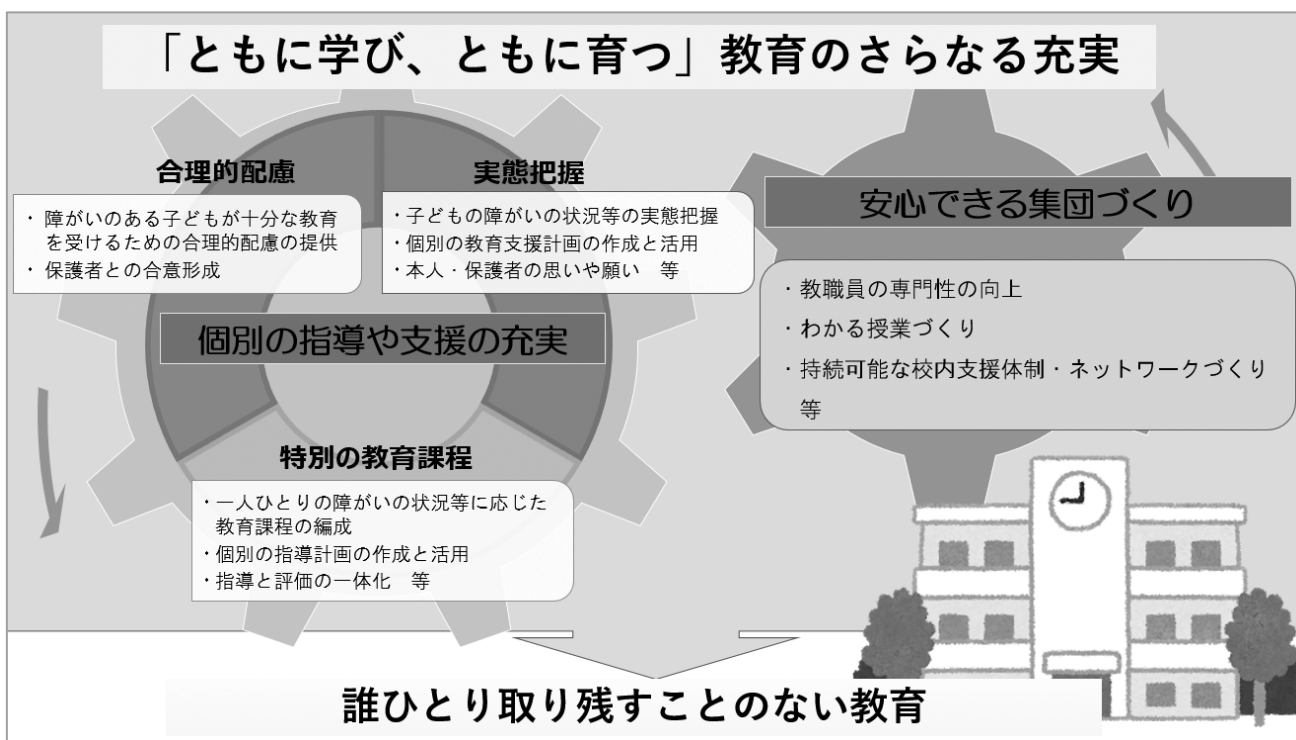 「ともに学び、ともに育つ」教育のさらなる充実
合理的配慮
・ 障がいのある子どもが十分な教育
を受けるための合理的配慮の提供
・ 保護者との合意形成
実態把握
・子どもの障がいの状況等の実態把握
・個別の教育支援計画の作成と活用
・本人・保護者の思いや願い　等
個別の指導や支援の充実
特別の教育課程
・一人ひとりの障がいの状況等に応じた
教育課程の編成
・個別の指導計画の作成と活用
・指導と評価の一体化　等
安心できる集団づくり
・教職員の専門性の向上
・わかる授業づくり
・持続可能な校内支援体制・ネットワークづくり
等
誰ひとり取り残すことのない教育